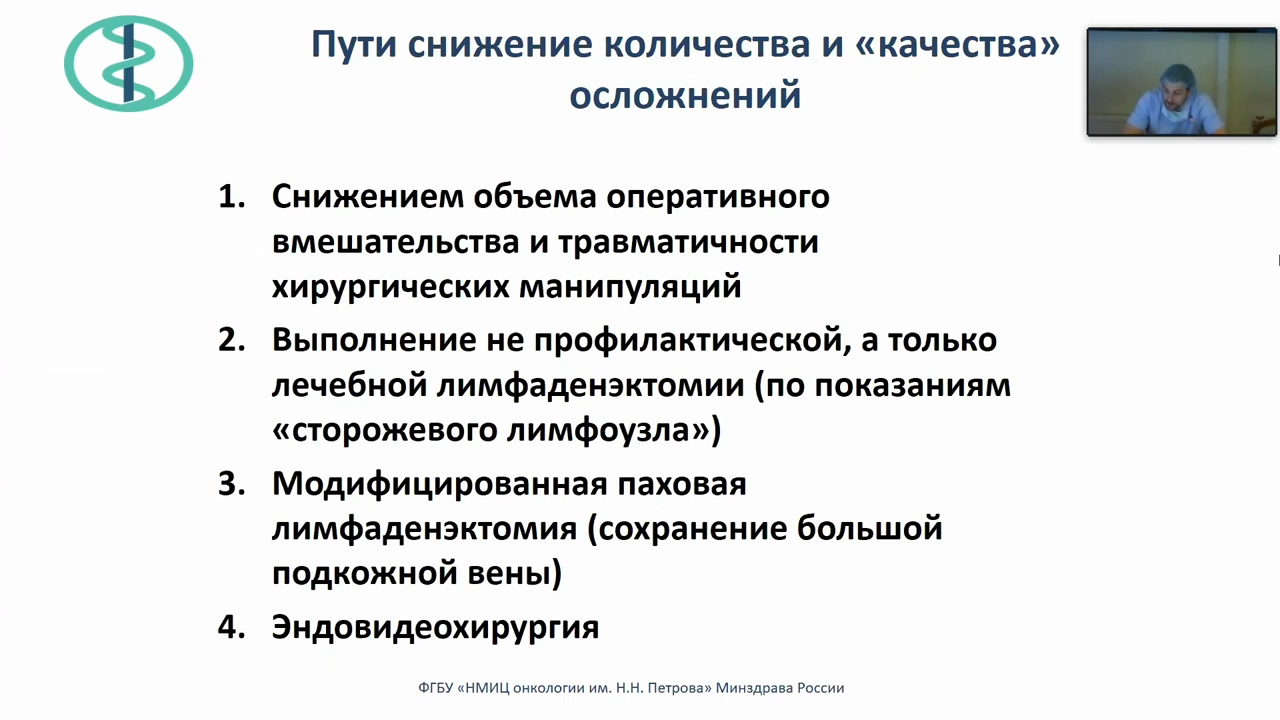 Пути снижение количества и «качества»
осложнений
1. Снижением объема оперативного
вмешательства и травматичности
хирургических манипуляций
2. Выполнение не профилактической, а только
лечебной лимфаденэктомии (по показаниям
«сторожевого лимфоузла»)
3. Модифицированная паховая
лимфаденэктомия (сохранение большой
подкожной вены)
4. Эндовидеохирургия
ФГБУ «НМИЦ онкологии им. Н.Н. Петрова» Минздрава России